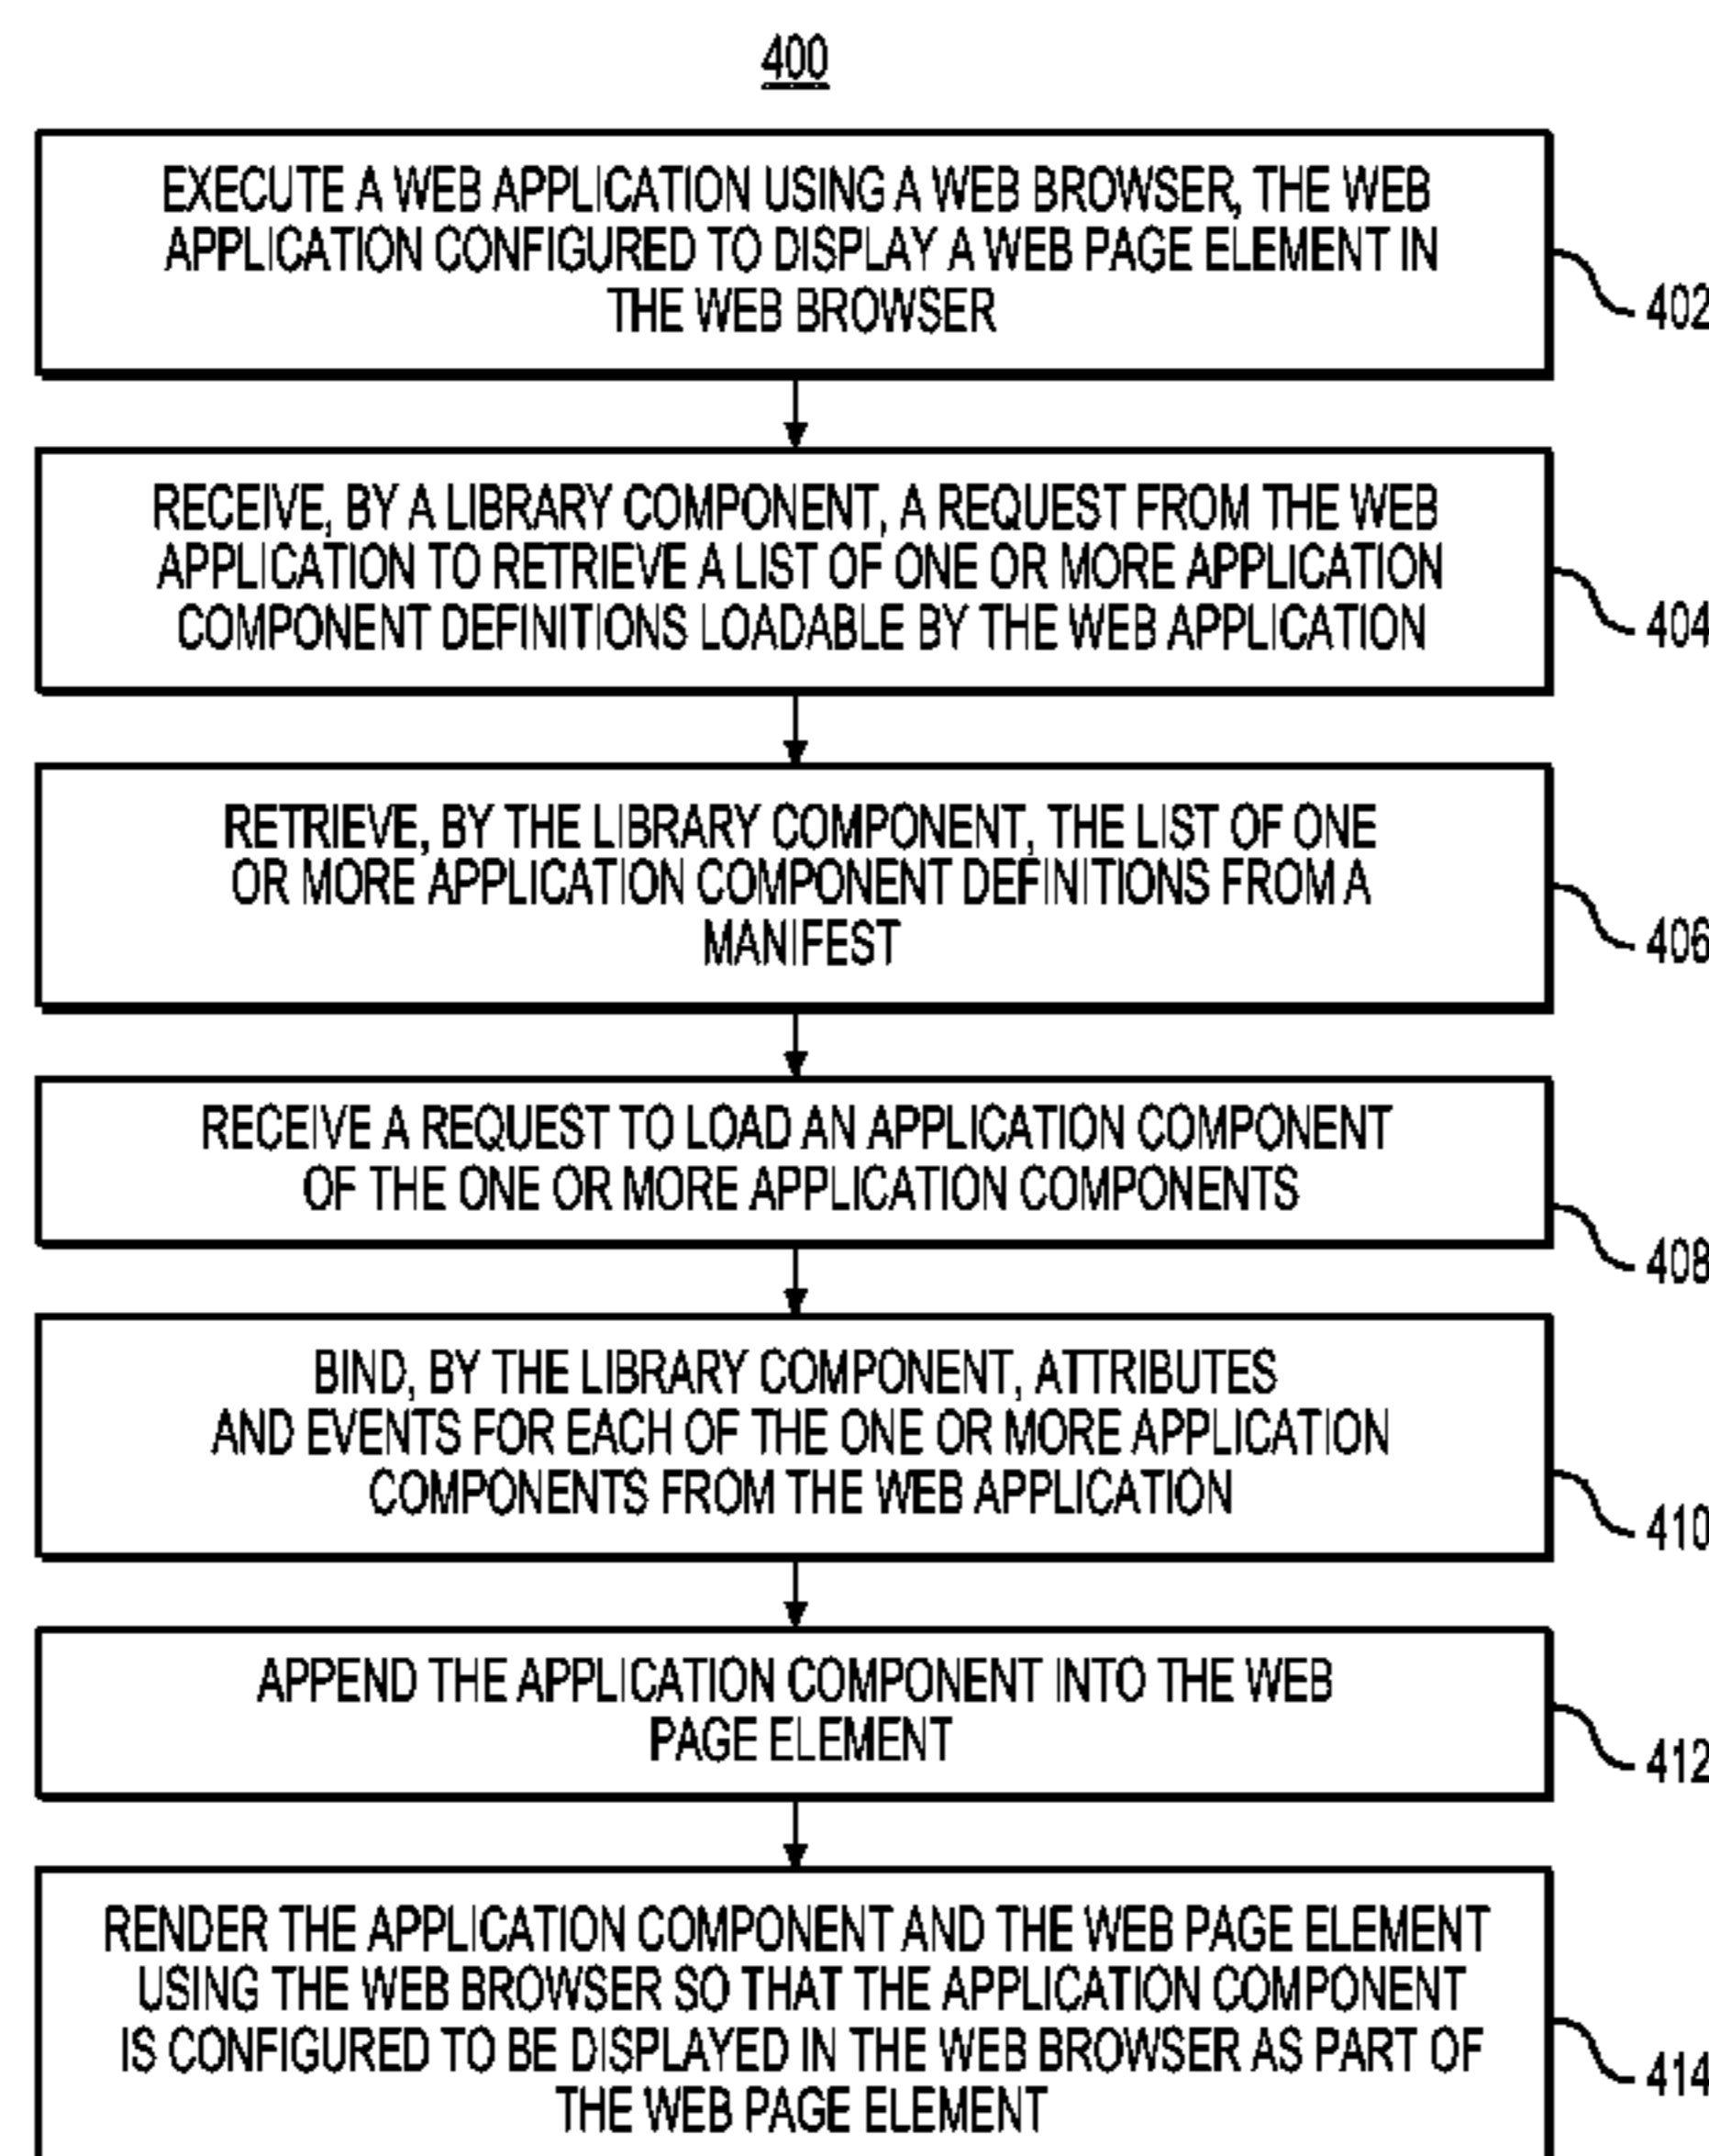 400
EXECUTE A WEB APPLICATION USING A WEB BROWSER, THE WEB
APPLICATION CONFIGURED TO DISPLAY A WEB PAGE ELEMENT IN
THE WEB BROWSER
402
RECEIVE, BY A LIBRARY COMPONENT, A REQUEST FROM THE WEB
APPLICATION TO RETRIEVE A LIST OF ONE OR MORE APPLICATION
COMPONENT DEFINITIONS LOADABLE BY THE WEB APPLICATION
404
RETRIEVE, BY THE LIBRARY COMPONENT, THE LIST OF ONE
OR MORE APPLICATION COMPONENT DEFINITIONS FROM A
MANIFEST
406
RECEIVE A REQUEST TO LOAD AN APPLICATION COMPONENT
OF THE ONE OR MORE APPLICATION COMPONENTS
408
BIND, BY THE LIBRARY COMPONENT, ATTRIBUTES
AND EVENTS FOR EACH OF THE ONE OR MORE APPLICATION
COMPONENTS FROM THE WEB APPLICATION
410
APPEND THE APPLICATION COMPONENT INTO THE WEB
PAGE ELEMENT
412
RENDER THE APPLICATION COMPONENT AND THE WEB PAGE ELEMENT
USING THE WEB BROWSER SO THAT THE APPLICATION COMPONENT
IS CONFIGURED TO BE DISPLAYED IN THE WEB BROWSER AS PART OF
THE WEB PAGE ELEMENT
414